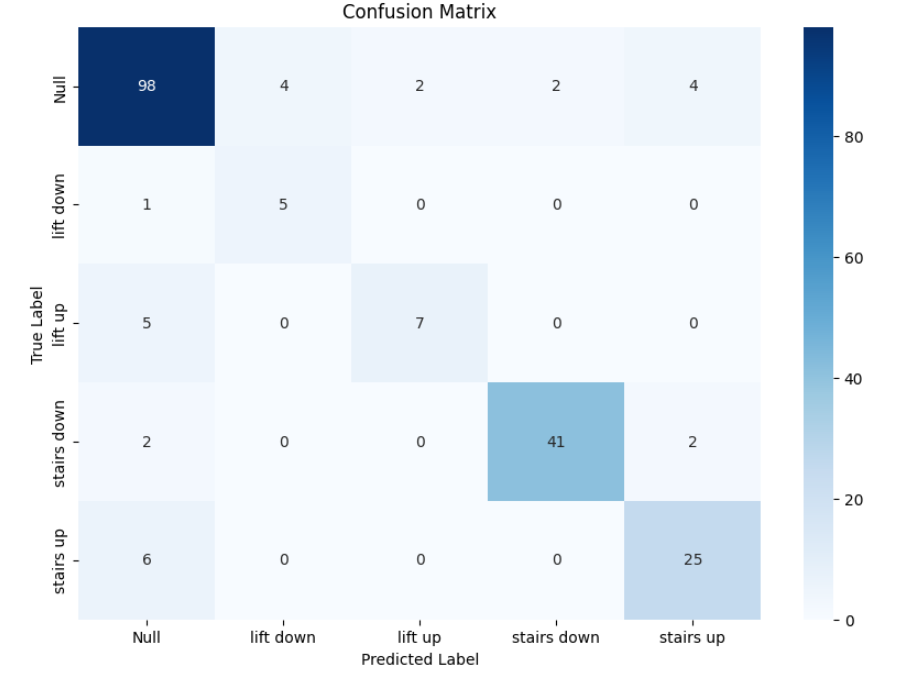 Confusion Matrix
True Label
Null
98 4 2 2 4
lift down
1 5 0 0 0
lift up
5 0 7 0 0
stairs down
2 0 0 41 2
stairs up
6 0 0 0 25
Null lift down lift up stairs down stairs up
Predicted Label
80
60
40
20
0